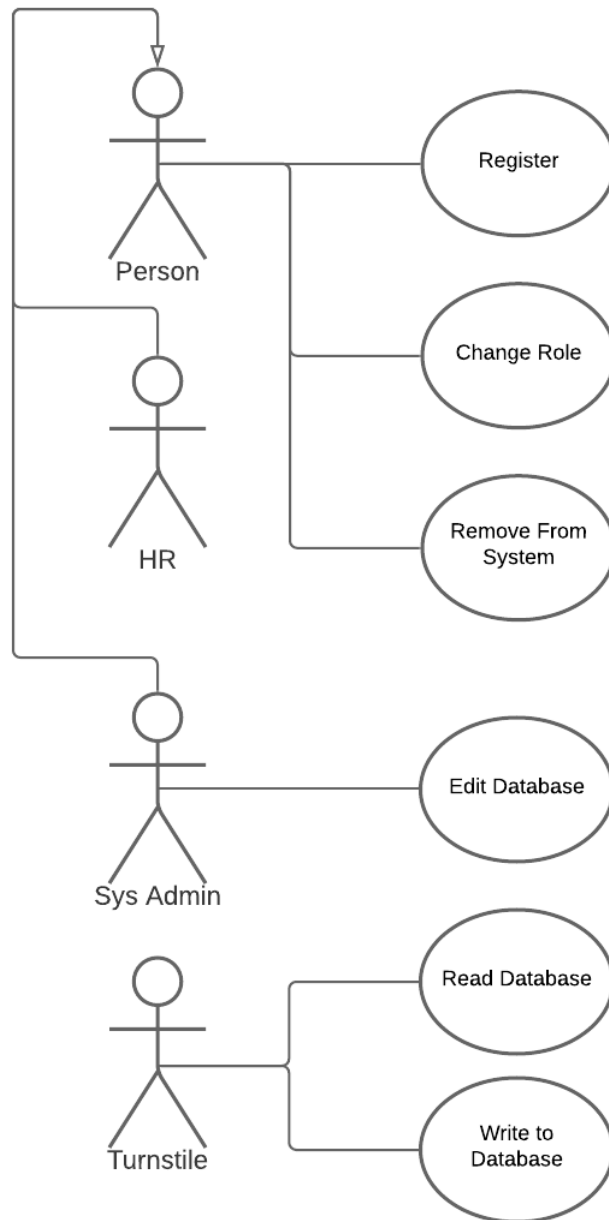 Register
Person
Change Role
Remove From
System
HR
Edit Database
Sys Admin
Read Database
Write to
Database
Turnstile